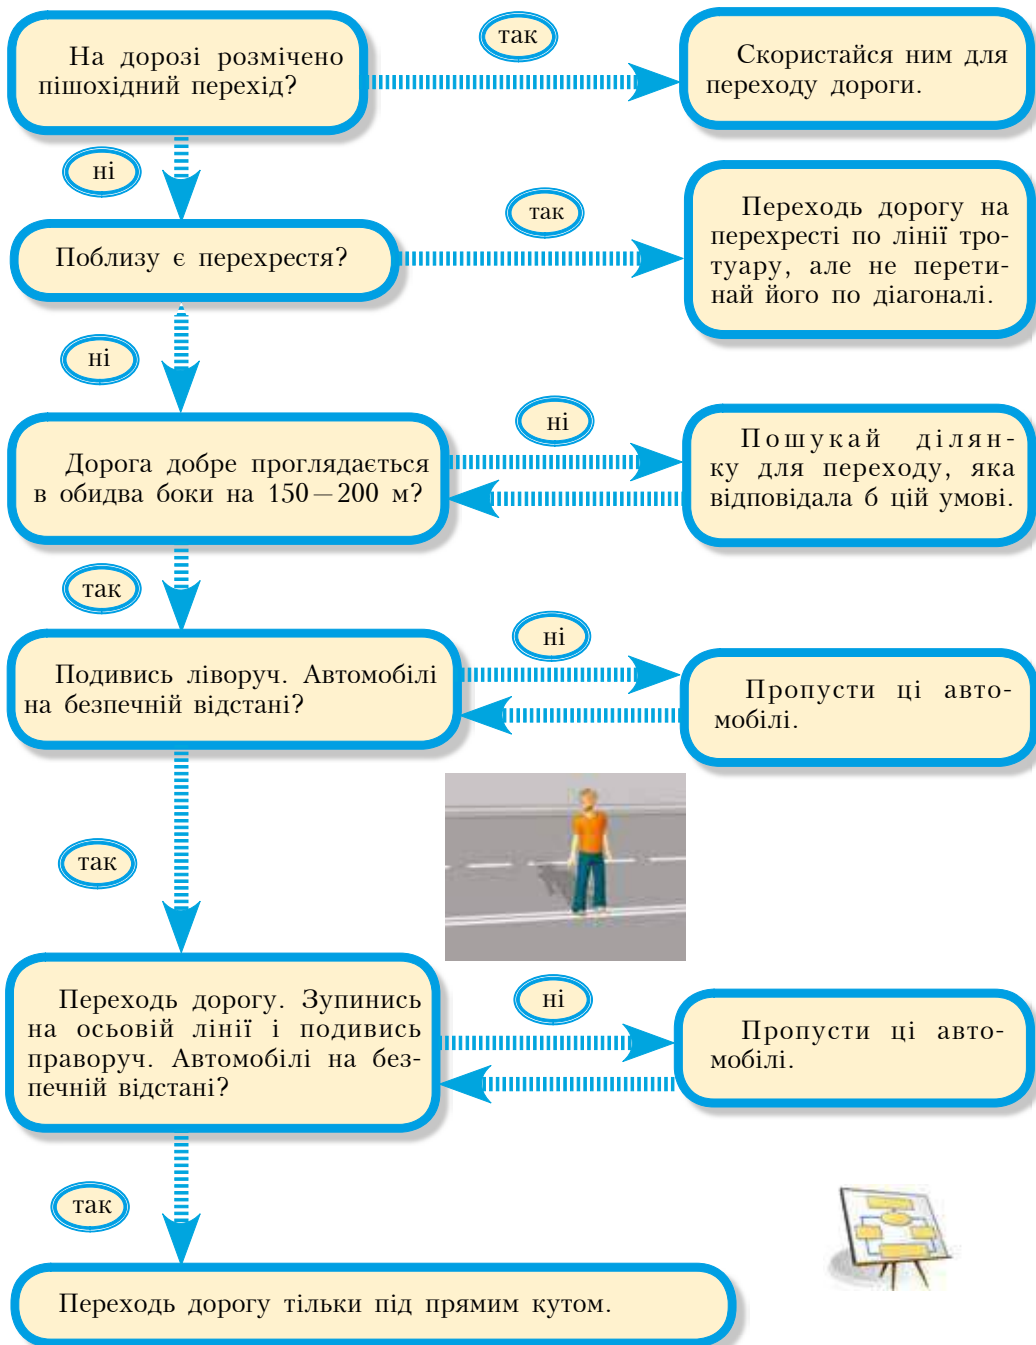 На дорозі розмічено
пішохідний перехід?
так
Скористайся ним для
переходу дороги.
ні
Поблизу є перехрестя?
так
Переходь дорогу на
перехресті по лінії тро-
туару, але не перети-
най його по діагоналі.
ні
Дорога добре проглядається
в обидва боки на 150—200 м?
ні
Пошукай ділян-
ку для переходу, яка
відповідала б цій умові.
так
Подивись ліворуч. Автомобілі
на безпечній відстані?
ні
Пропусти ці авто-
мобілі.
так
Переходь дорогу. Зупинись
на осьовій лінії і подивись
праворуч. Автомобілі на без-
печній відстані?
ні
Пропусти ці авто-
мобілі.
так
Переходь дорогу тільки під прямим кутом.